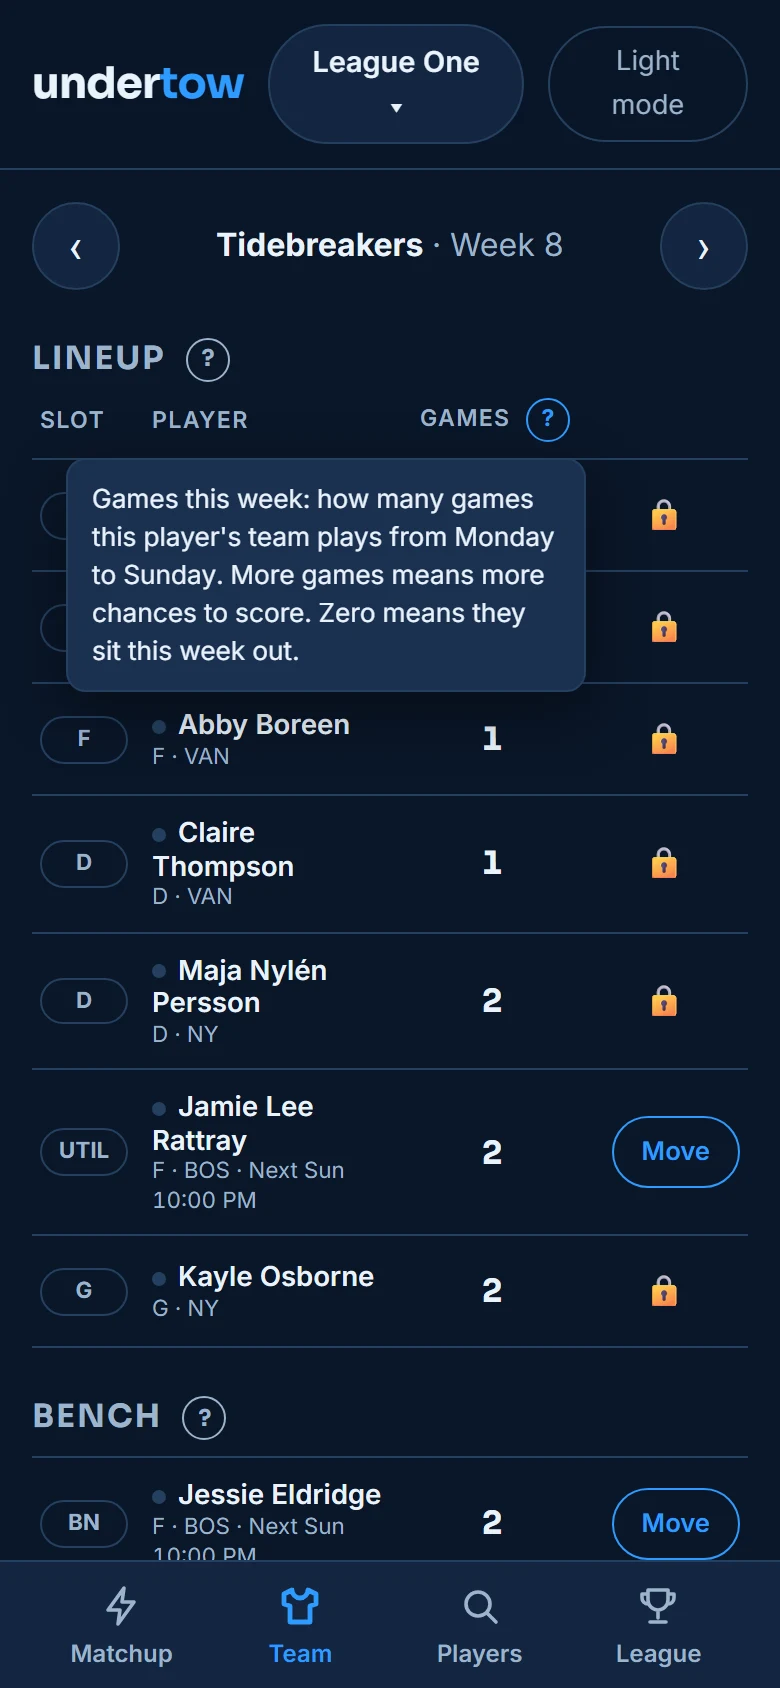 undertow
League One
▾
Light
mode
‹
Tidebreakers · Week 8
›
LINEUP ?
SLOT PLAYER GAMES ?
Games this week: how many games
this player's team plays from Monday
to Sunday. More games means more
chances to score. Zero means they
sit this week out.
F Abby Boreen 1
F · VAN
D Claire
Thompson 1
D · VAN
D Maja Nylén
Persson 2
D · NY
UTIL Jamie Lee
Rattray 2 Move
F · BOS · Next Sun
10:00 PM
G Kayle Osborne 2
G · NY
BENCH ?
BN Jessie Eldridge 2 Move
F · BOS · Next Sun
10:00 PM
Matchup Team Players League